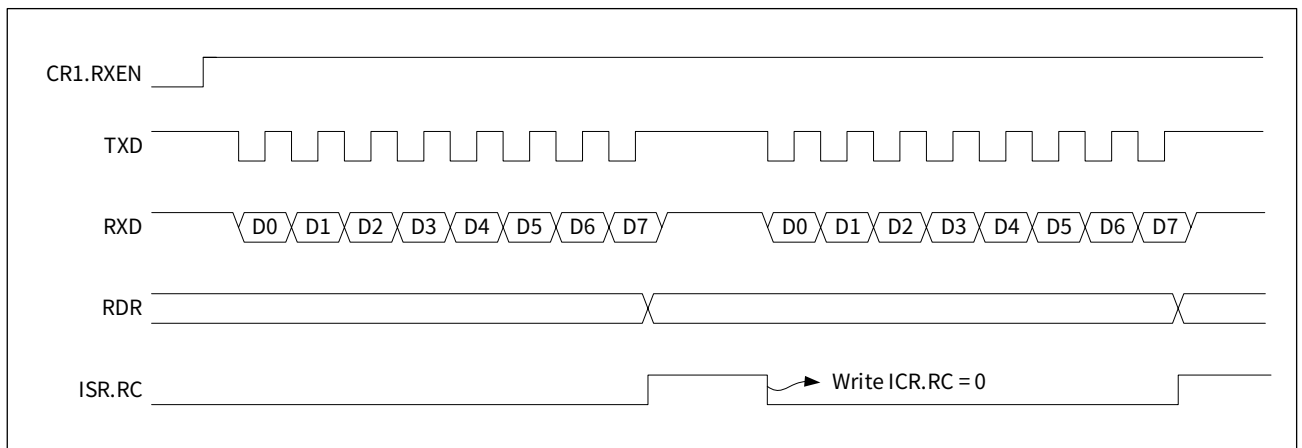 CR1.RXEN
TXD
RXD D0 D1 D2 D3 D4 D5 D6 D7 D0 D1 D2 D3 D4 D5 D6 D7
RDR
ISR.RC Write ICR.RC = 0